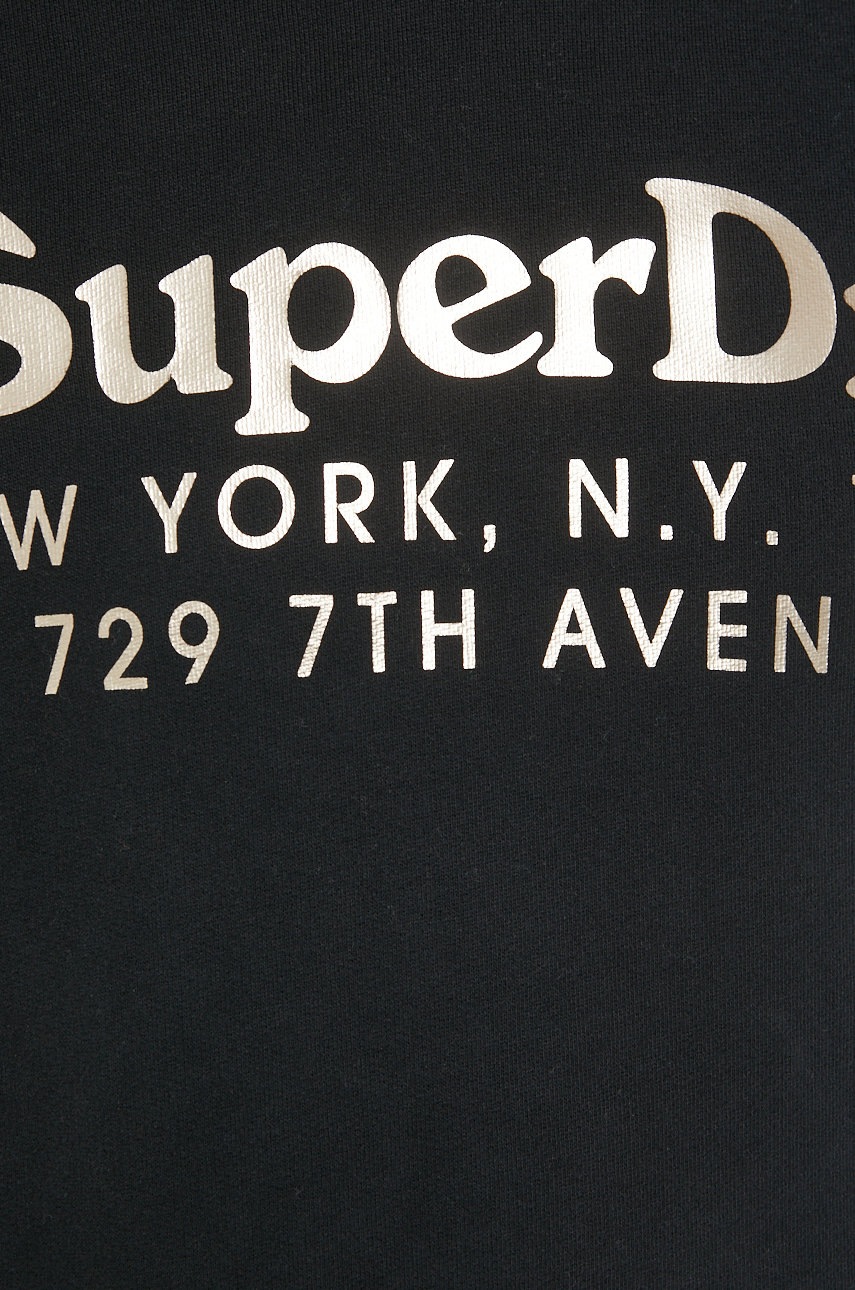 SuperD
W YORK, N.Y.
729 7TH AVEN